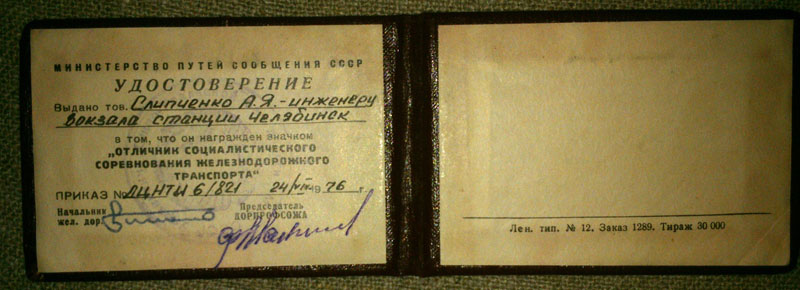 МИНИСТЕРСТВО ПУТЕЙ СООБЩЕНИЯ СССР
УДОСТОВЕРЕНИЕ
Выдано тов. Слипченко А.Я.-инженеру
вокзала станции Челябинск
в том, что он награжден значком
„ОТЛИЧНИК СОЦИАЛИСТИЧЕСКОГО
СОРЕВНОВАНИЯ ЖЕЛЕЗНОДОРОЖНОГО
ТРАНСПОРТА“
ПРИКАЗ № ДЦНТИ 6/821 24/VIII 1976 г.
Начальник
жел. дор.
Председатель
ДОРПРОФСОЖА
Лен. тип. № 12. Заказ 1289. Тираж 30 000